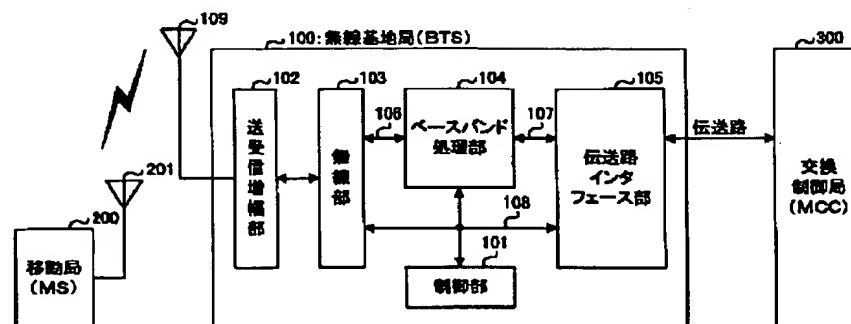 109
100:無線基地局(BTS)
300
102
103
104
105
106
107
送受信増幅部
無線部
ベースバンド
処理部
伝送路
インタ
フェース部
伝送路
交換
制御局
(MCC)
201
200
108
101
移動局
(MS)
制御部